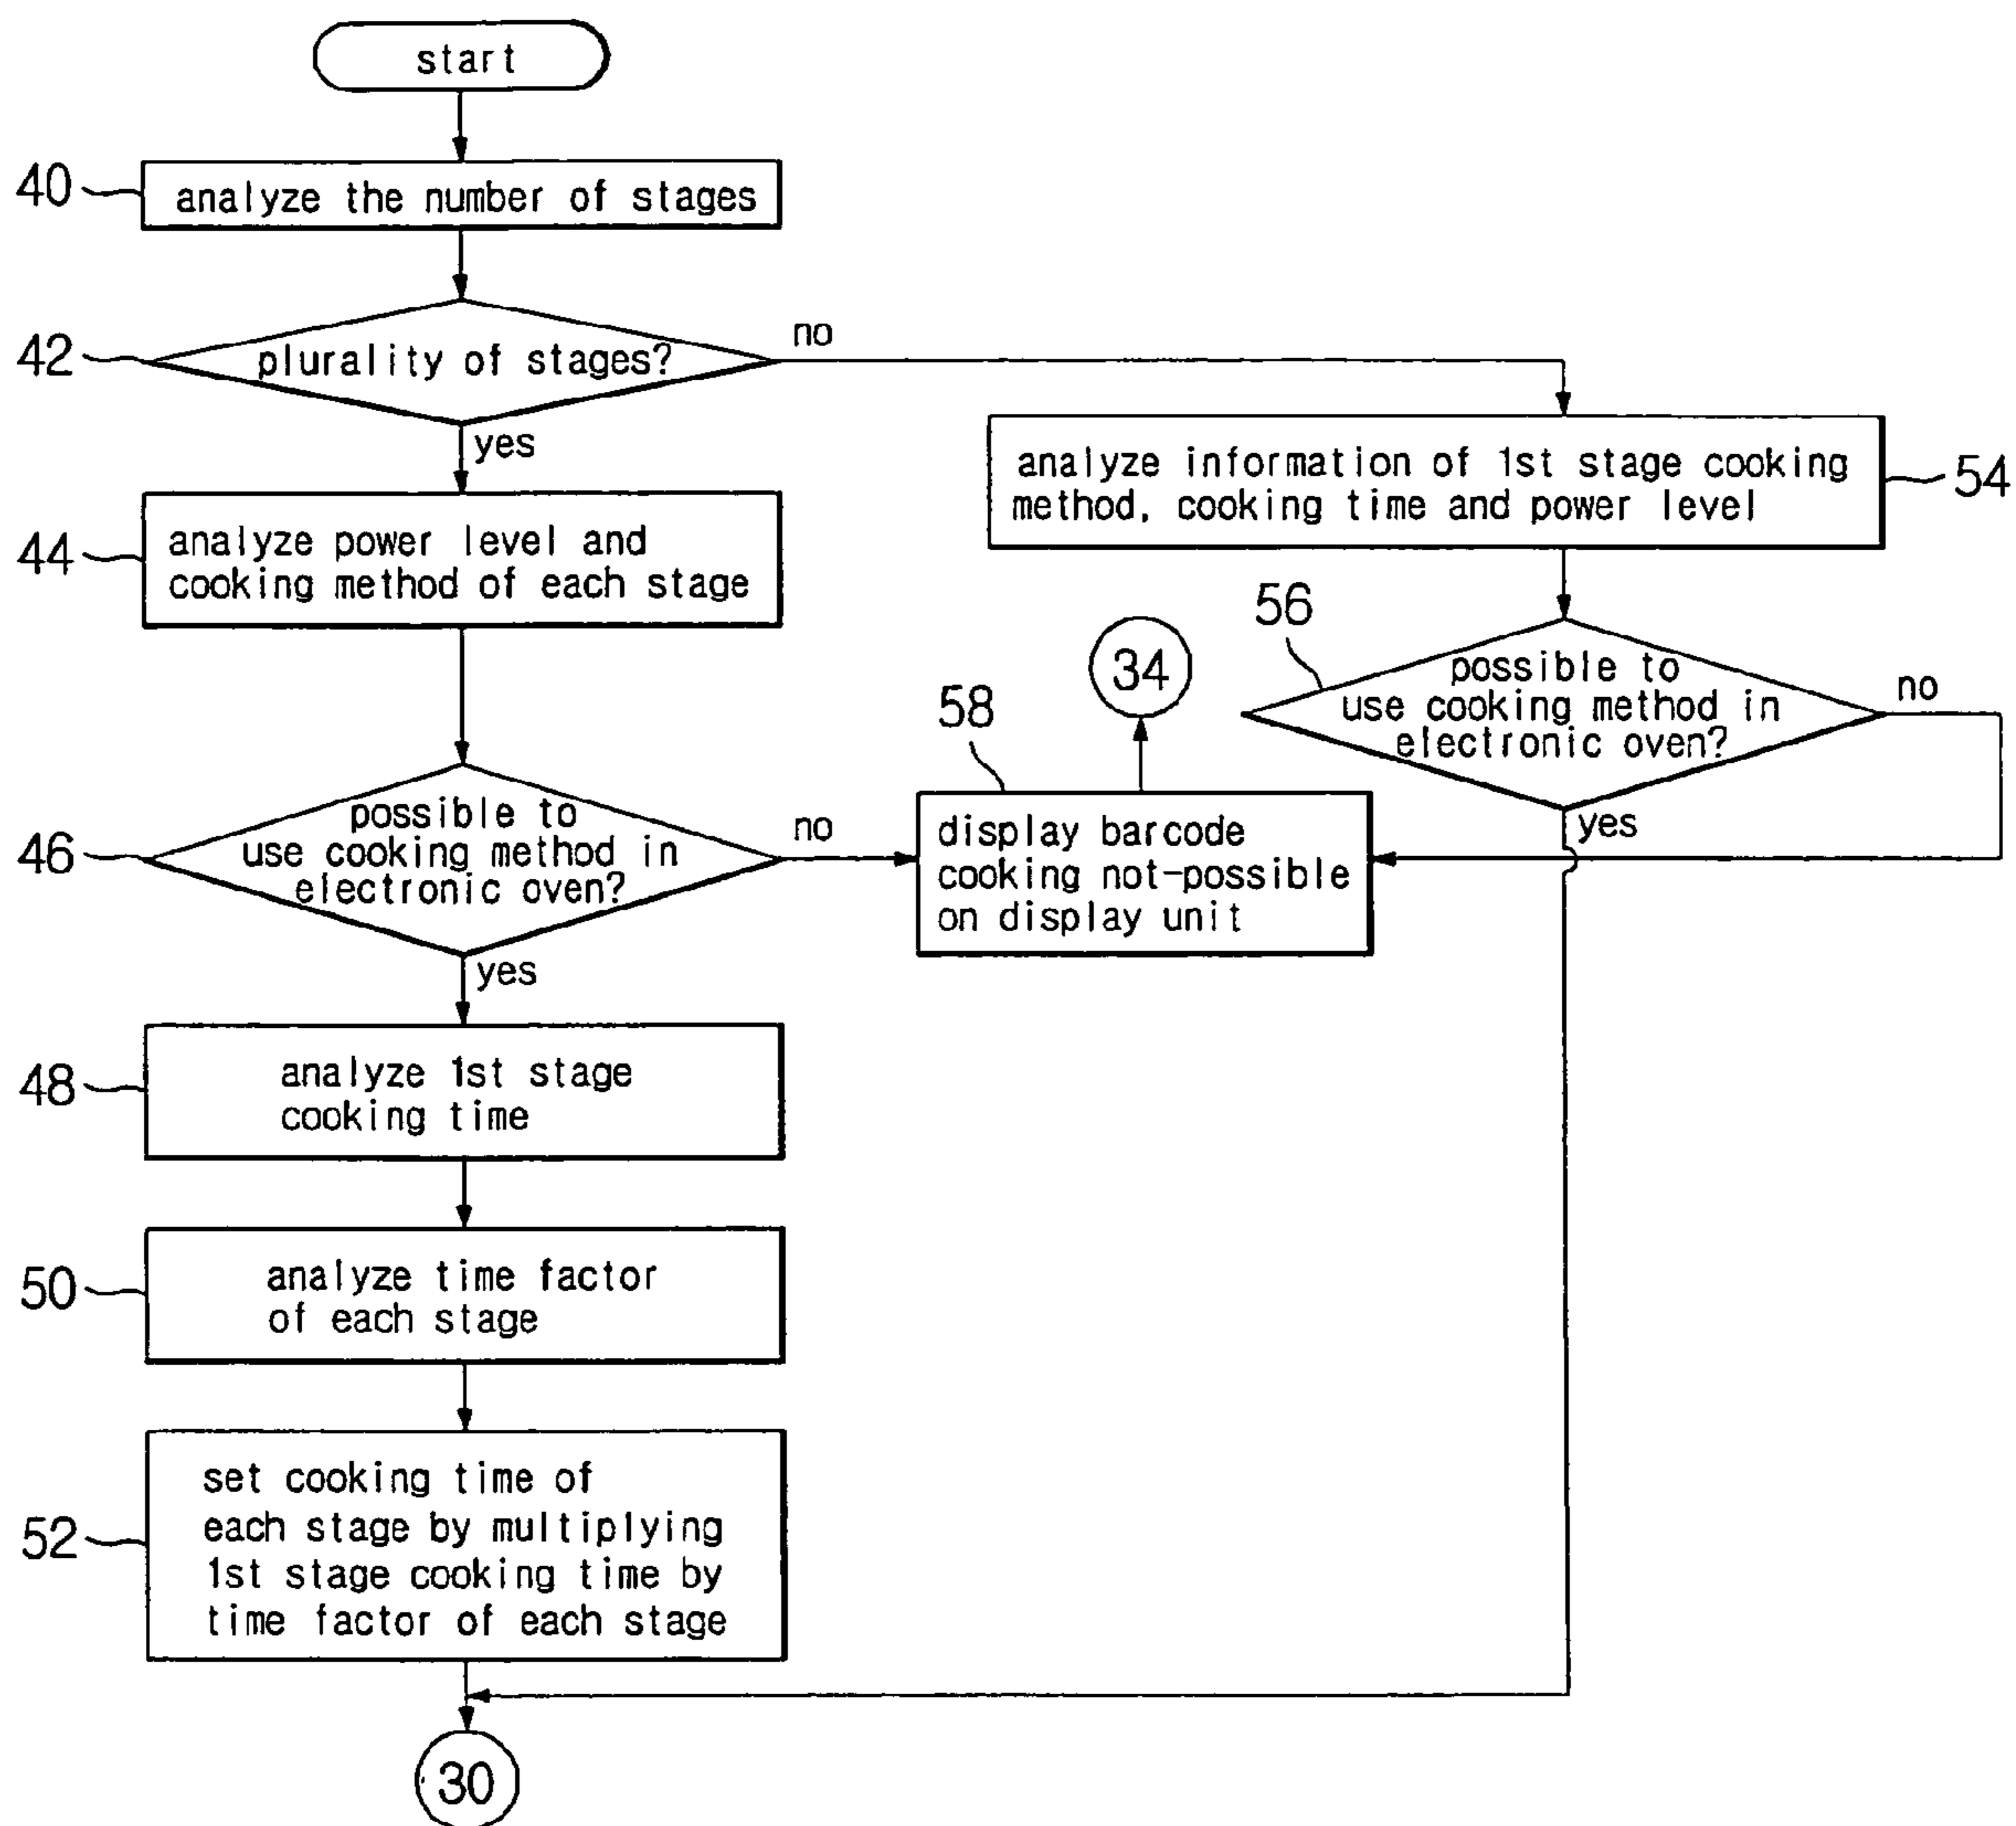 start
40
analyze the number of stages
42
plurality of stages?
no
yes
44
analyze power level and
cooking method of each stage
analyze information of 1st stage cooking
method, cooking time and power level
54
56
possible to
use cooking method in
electronic oven?
no
yes
34
58
display barcode
cooking not-possible
on display unit
46
possible to
use cooking method in
electronic oven?
no
yes
48
analyze 1st stage
cooking time
50
analyze time factor
of each stage
52
set cooking time of
each stage by multiplying
1st stage cooking time by
time factor of each stage
30